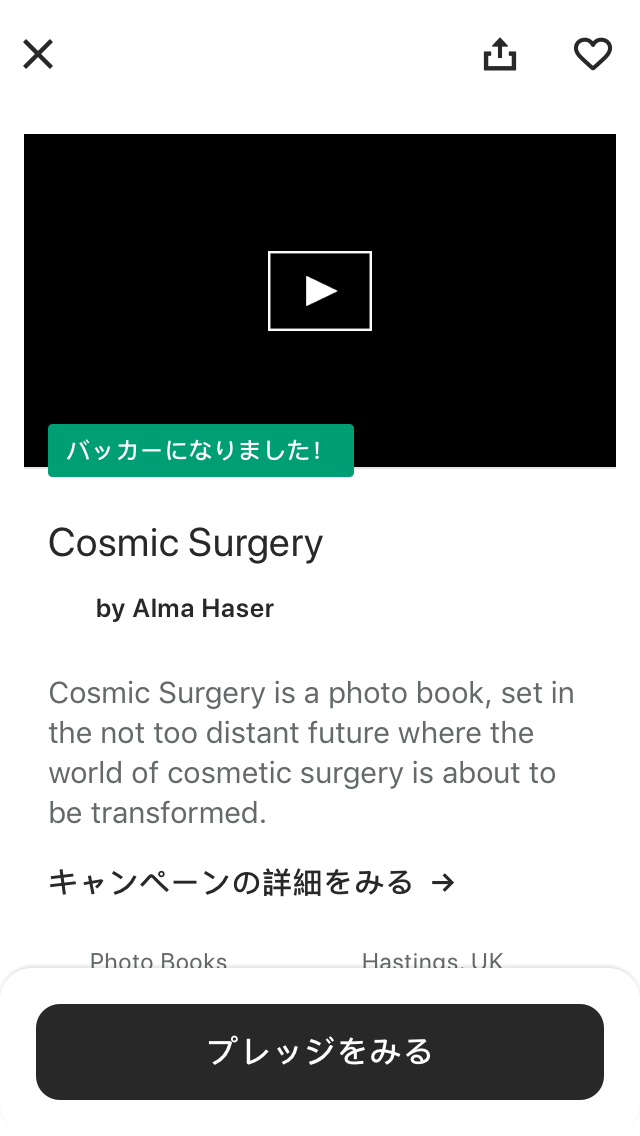 バッカーになりました！
Cosmic Surgery
by Alma Haser
Cosmic Surgery is a photo book, set in
the not too distant future where the
world of cosmetic surgery is about to
be transformed.
キャンペーンの詳細をみる →
Photo Books
Hastings, UK
プレッジをみる